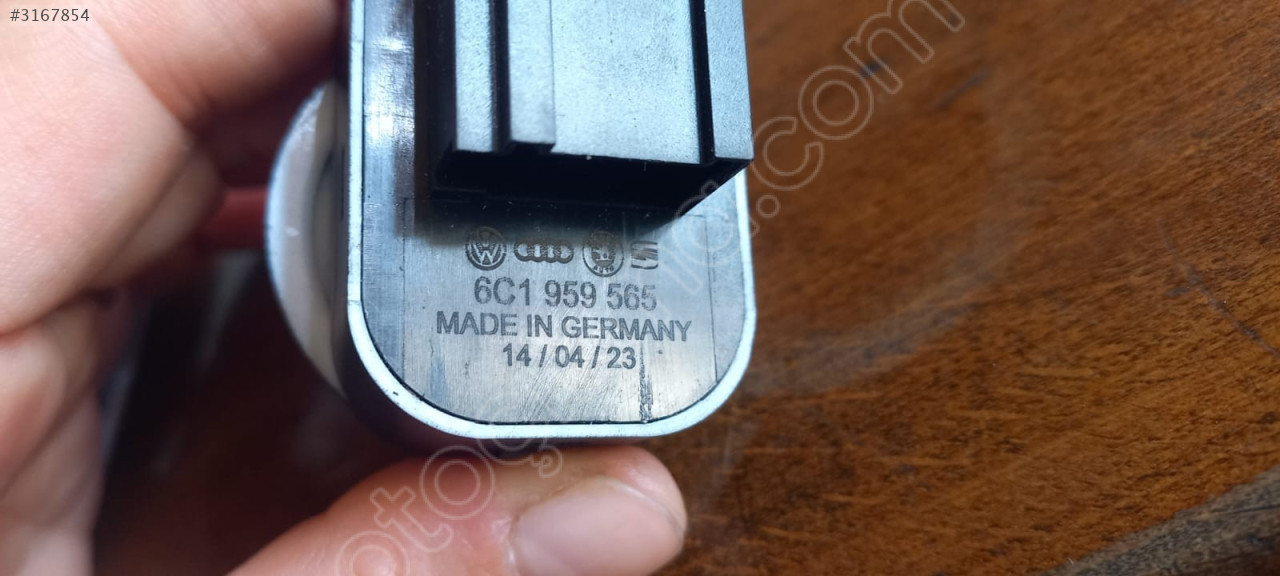 #3167854
6C1 959 565
MADE IN GERMANY
14 / 04 / 23